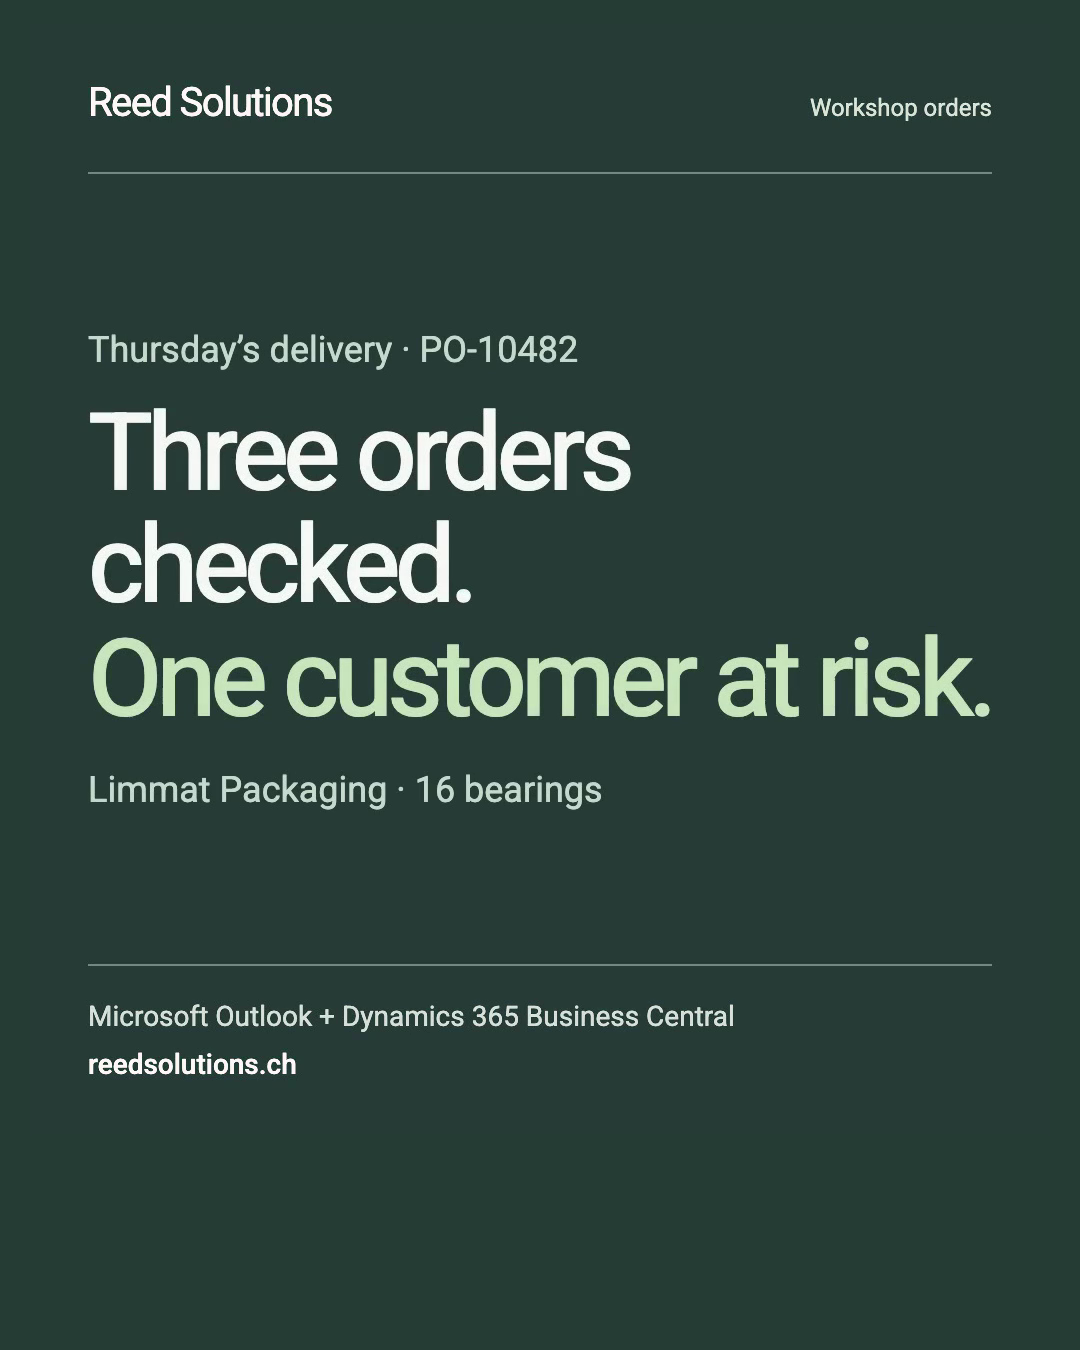 Reed Solutions
Workshop orders
Thursday’s delivery · PO-10482
Three orders
checked.
One customer at risk.
Limmat Packaging · 16 bearings
Microsoft Outlook + Dynamics 365 Business Central
reedsolutions.ch